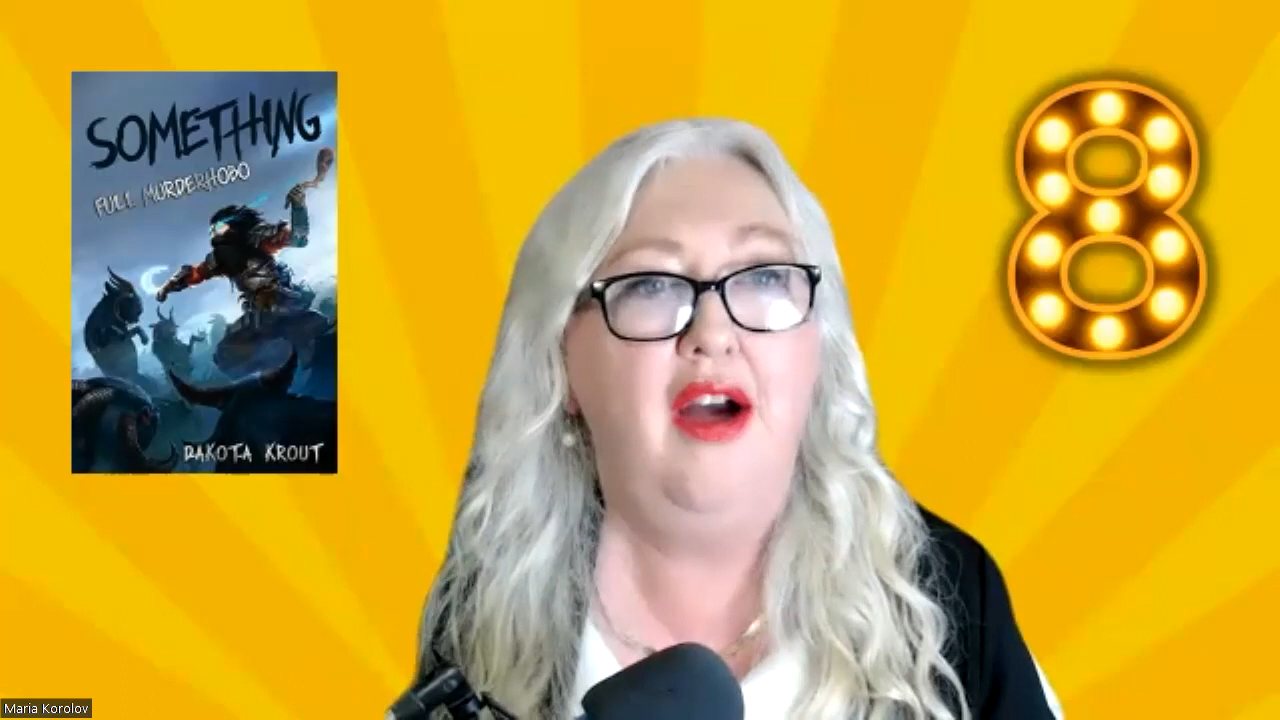 SOMETHING
FULL MURDERHOBO
DAKOTA KROUT
8
Maria Korolov